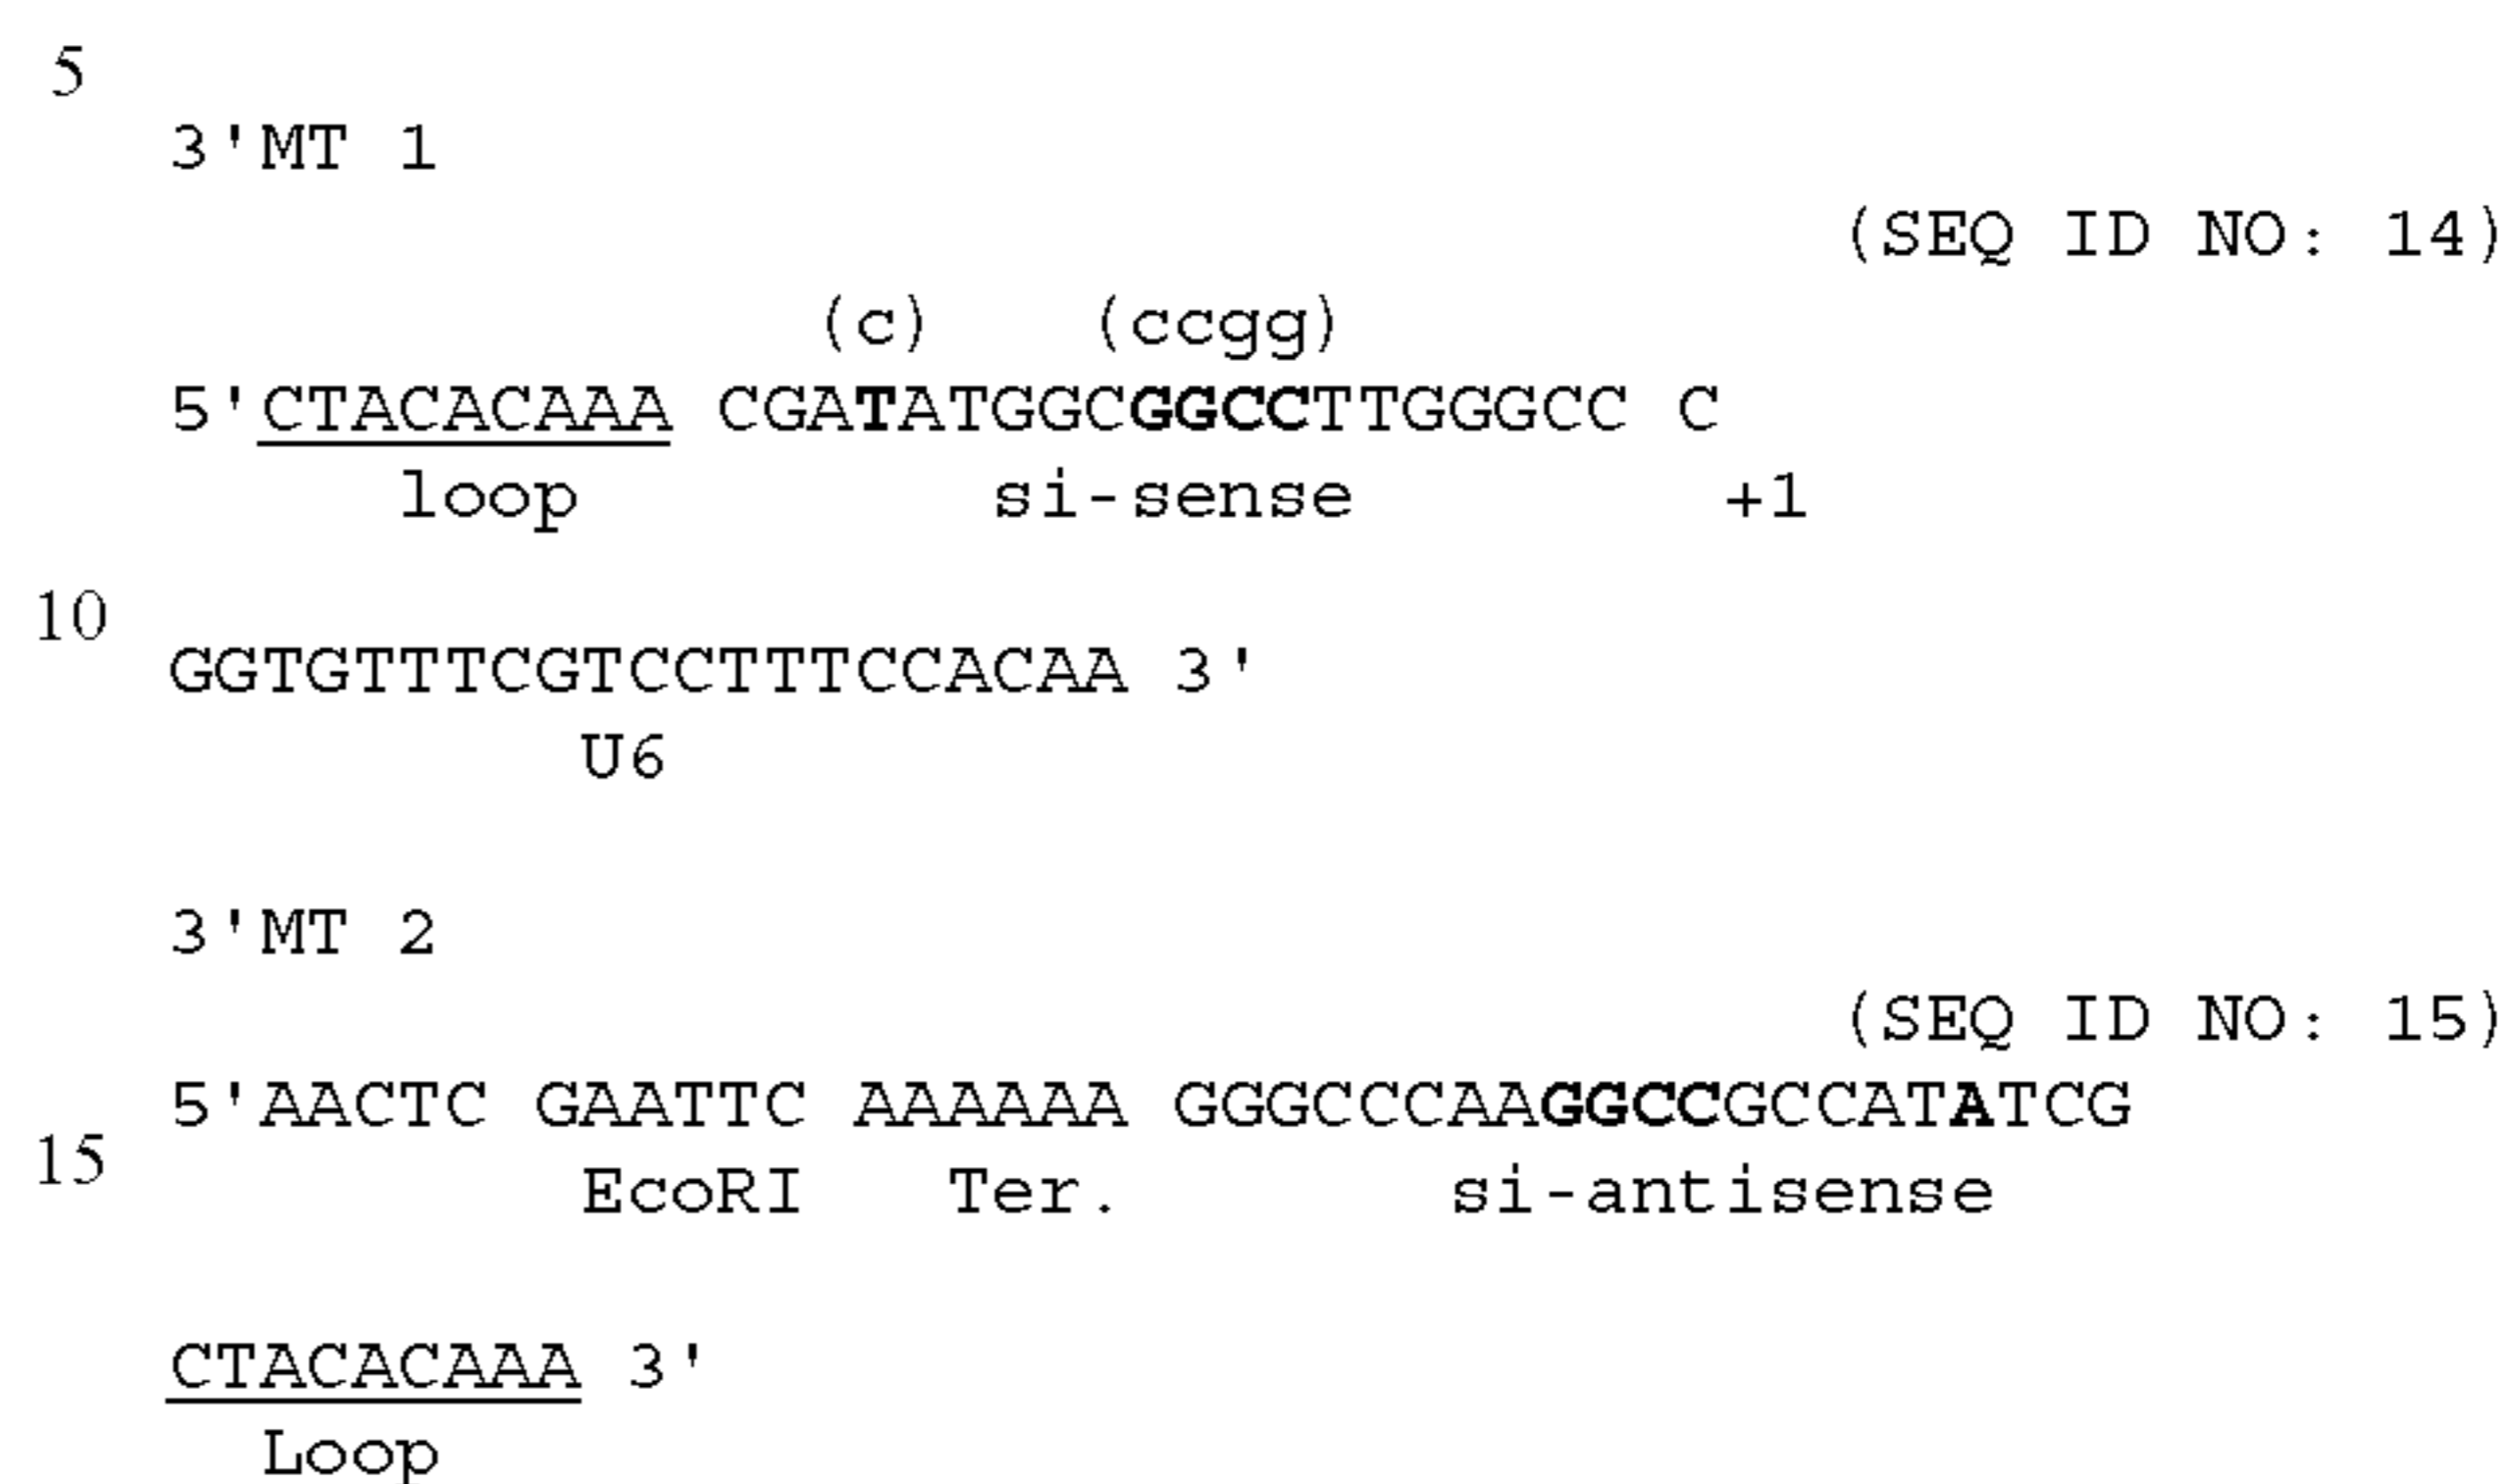 5
3'MT 1
(SEQ ID NO: 14)
(c) (ccgg)
5'CTACACAAA CGATATGGCGGCCTTGGGCC C
loop si-sense +1
10
GGTGTTTCGTCCTTTCCACAA 3'
U6
3'MT 2
(SEQ ID NO: 15)
5'AACTC GAATTC AAAAAA GGGCCCAAGGCCGCCATATCG
15
EcoRI Ter. si-antisense
CTACACAAA 3'
Loop